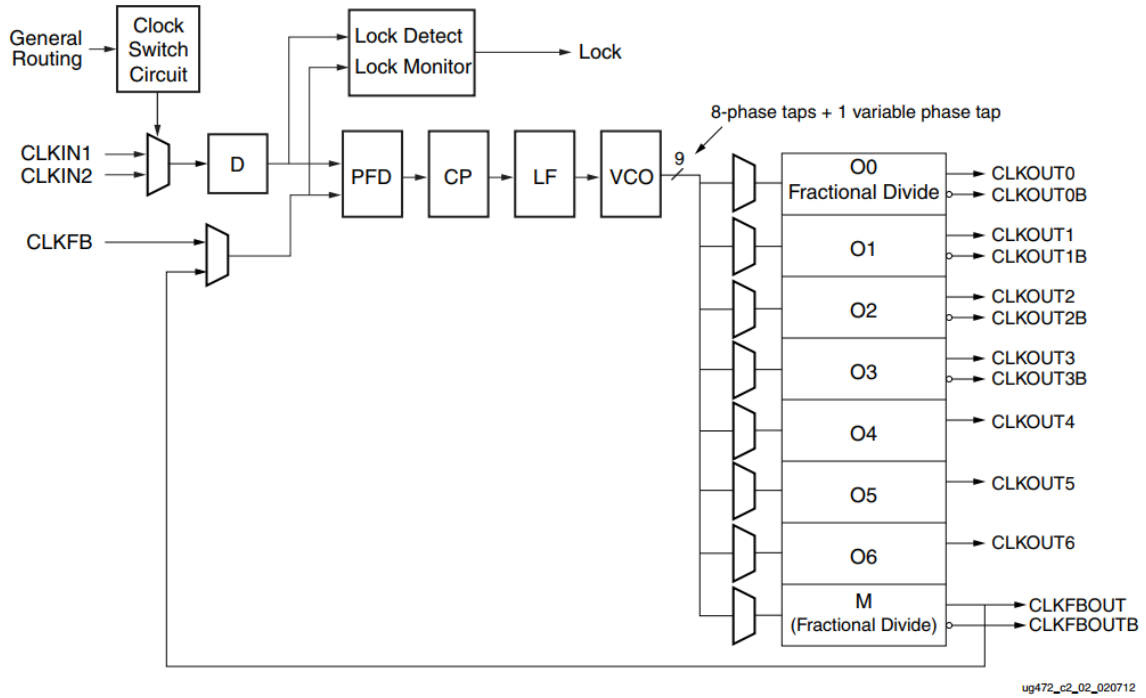 General
Routing
Clock
Switch
Circuit
Lock Detect
Lock Monitor
Lock
8-phase taps + 1 variable phase tap
CLKIN1
CLKIN2
D
PFD
CP
LF
VCO
9
CLKFB
O0
Fractional Divide
CLKOUT0
CLKOUT0B
O1
CLKOUT1
CLKOUT1B
O2
CLKOUT2
CLKOUT2B
O3
CLKOUT3
CLKOUT3B
O4
CLKOUT4
O5
CLKOUT5
O6
CLKOUT6
M
(Fractional Divide)
CLKFBOUT
CLKFBOUTB
ug472_c2_02_020712